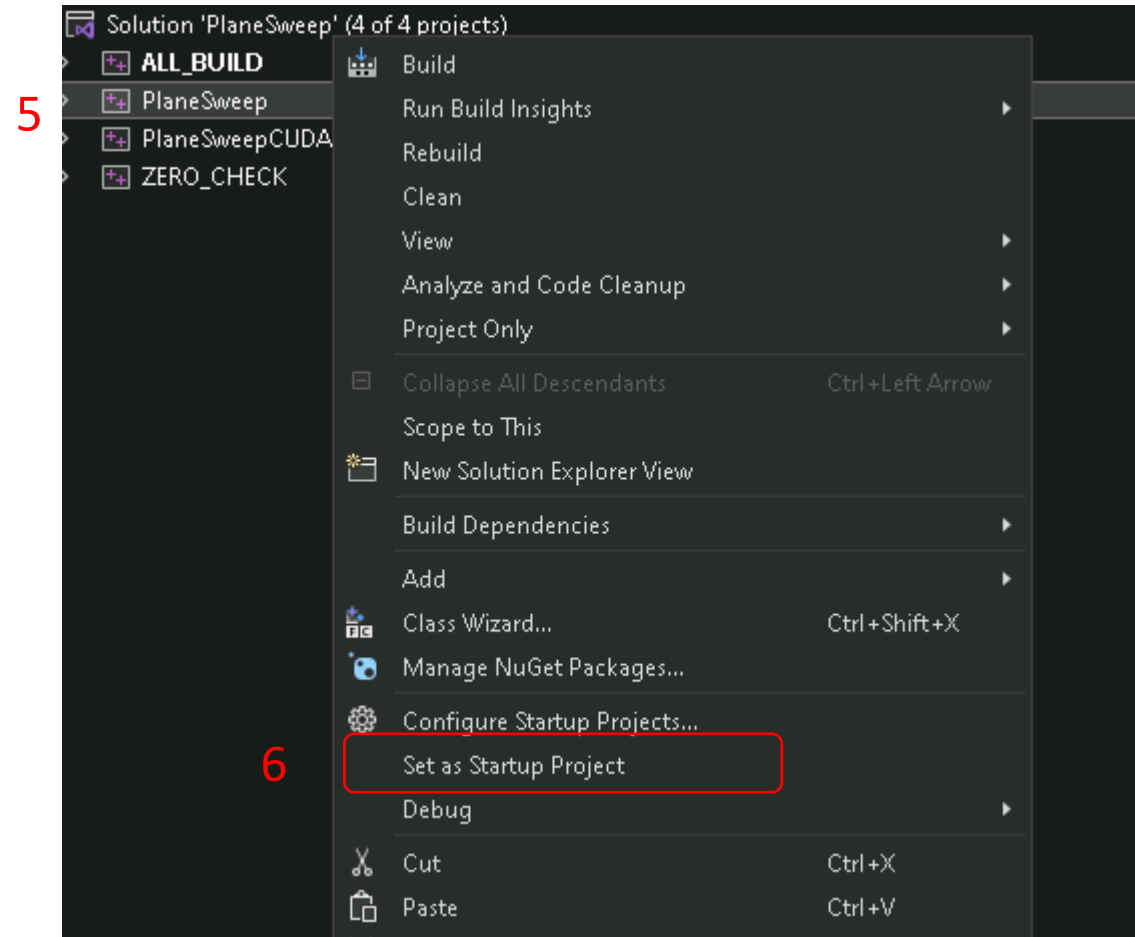 Solution 'PlaneSweep' (4 of 4 projects)
ALL_BUILD
5
PlaneSweep
PlaneSweepCUDA
ZERO_CHECK
Build
Run Build Insights
Rebuild
Clean
View
Analyze and Code Cleanup
Project Only
Collapse All Descendants Ctrl+Left Arrow
Scope to This
New Solution Explorer View
Build Dependencies
Add
Class Wizard... Ctrl+Shift+X
Manage NuGet Packages...
Configure Startup Projects...
6 Set as Startup Project
Debug
Cut Ctrl+X
Paste Ctrl+V